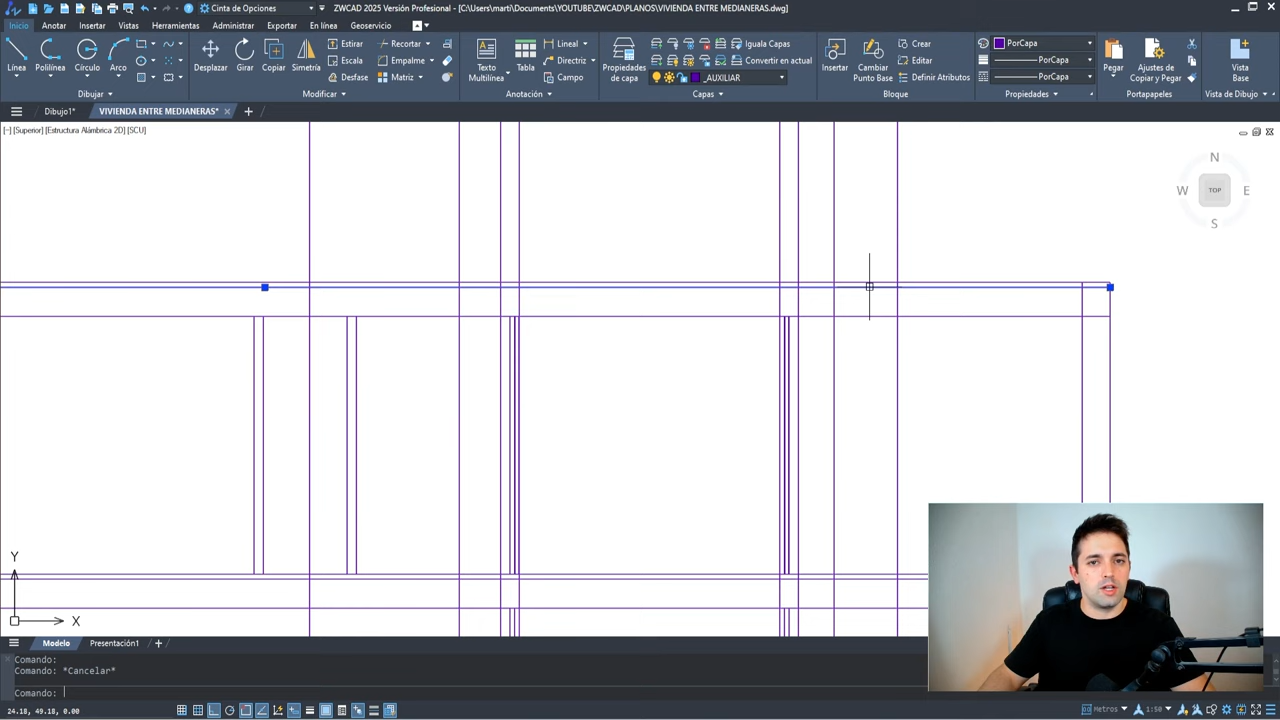 Cinta de Opciones
ZWCAD 2025 Versión Profesional - [C:\Users\marti\Documents\YOUTUBE\ZWCAD\PLANOS\VIVIENDA ENTRE MEDIANERAS.dwg]
Inicio Anotar Insertar Vistas Herramientas Administrar Exportar En línea Geoservicio
Línea Polilínea Círculo Arco
Desplazar Girar Copiar Simetría
Estirar Recortar
Escala Empalme
Desfase Matriz
Texto Multilínea Tabla
Lineal
Directriz
Campo
Propiedades de capa
Iguala Capas
Convertir en actual
_AUXILIAR
Insertar Cambiar Punto Base
Crear
Editar
Definir Atributos
PorCapa
PorCapa
PorCapa
Pegar Ajustes de Copiar y Pegar
Vista Base
Dibujar Modificar Anotación Capas Bloque Propiedades Portapapeles Vista de Dibujo
Dibujo1* VIVIENDA ENTRE MEDIANERAS*
[−] [Superior] [Estructura Alámbrica 2D] [SCU]
N
W TOP E
S
Y
X
Modelo Presentación1
Comando:
Comando: *Cancelar*
Comando:
24.18, 49.18, 0.00
Metros 1:50